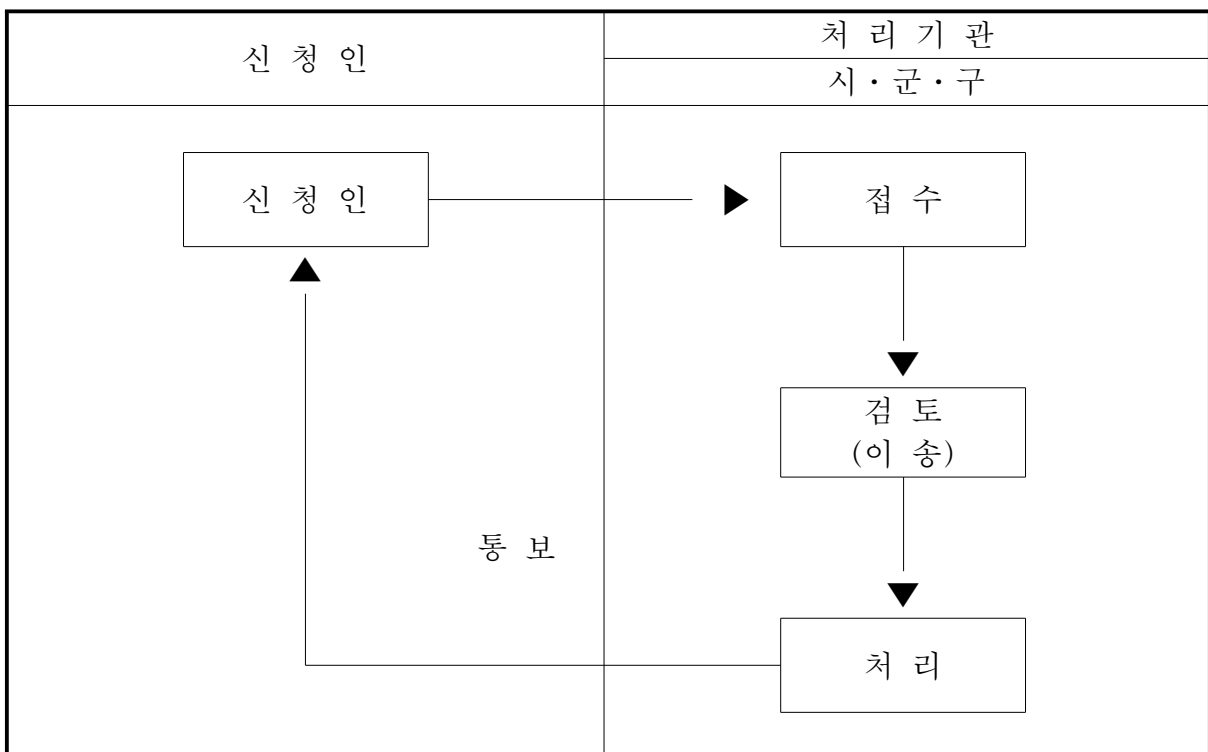 신 청 인
처 리 기 관
시·군·구
신 청 인
접 수
검 토
(이 송)
통 보
처 리